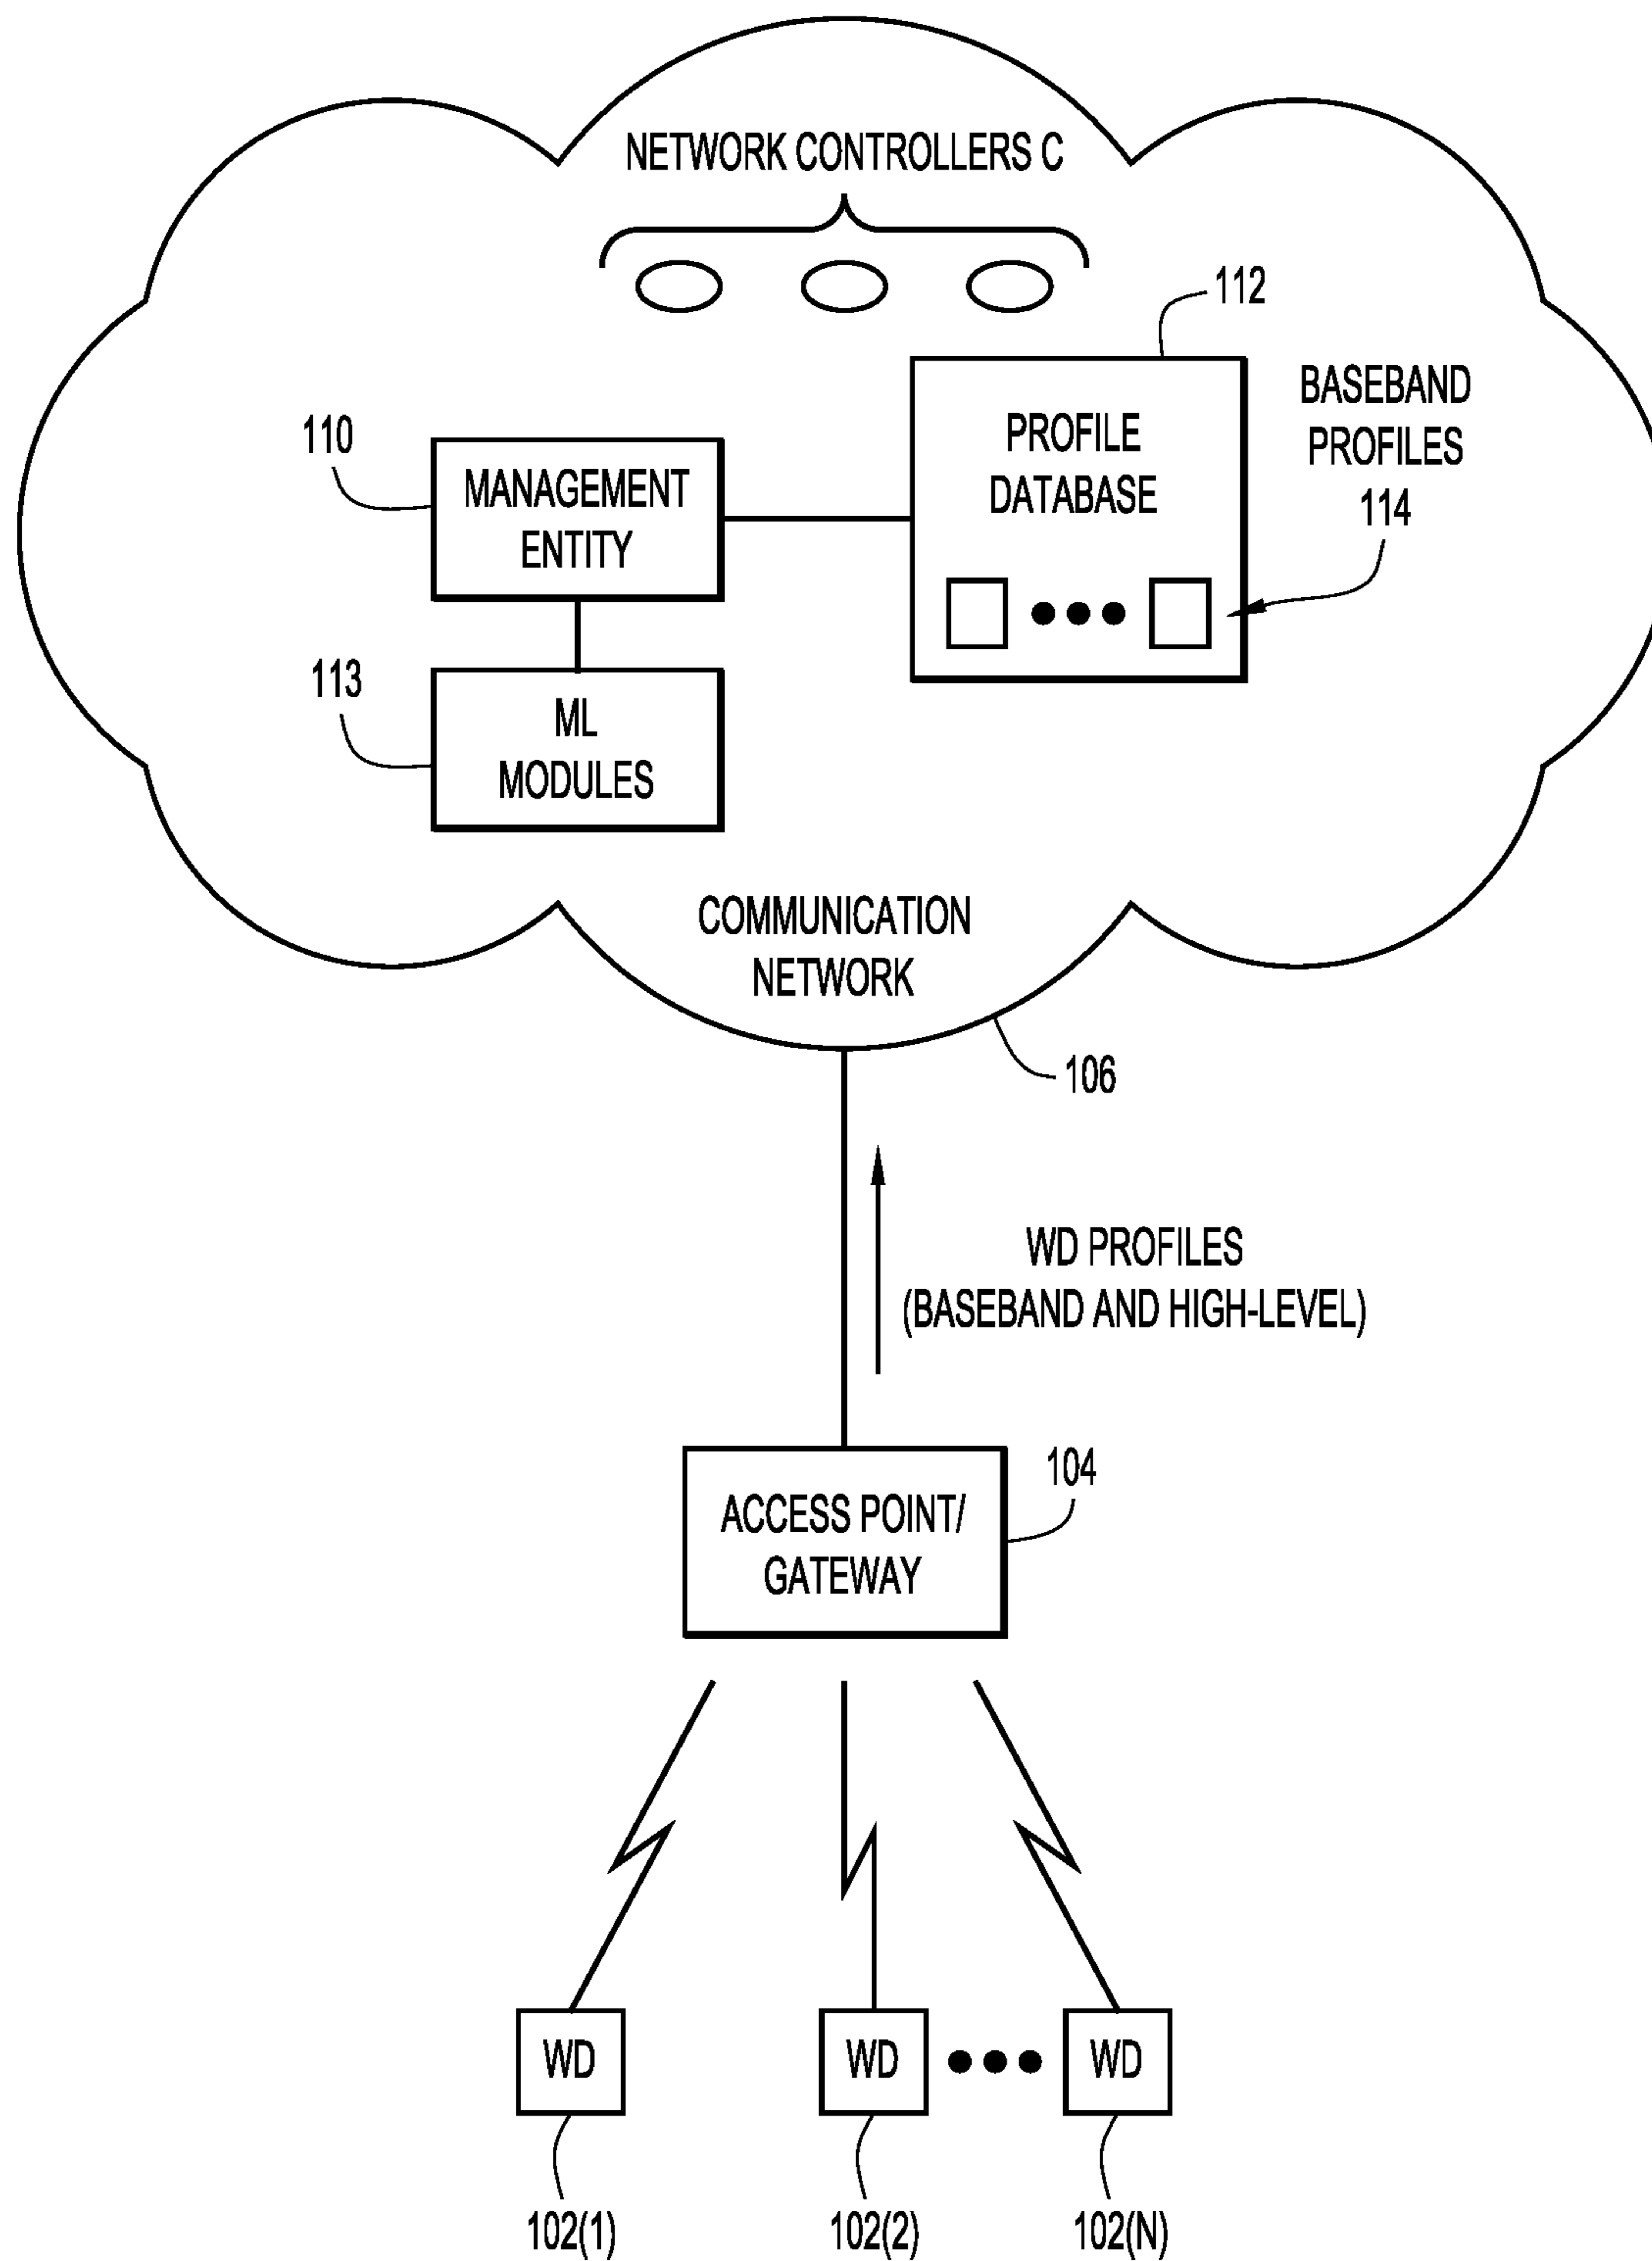 NETWORK CONTROLLERS C
112
BASEBAND
PROFILES
114
PROFILE
DATABASE
110
MANAGEMENT
ENTITY
113
ML
MODULES
COMMUNICATION
NETWORK
106
WD PROFILES
(BASEBAND AND HIGH-LEVEL)
104
ACCESS POINT/
GATEWAY
WD
WD
WD
102(1)
102(2)
102(N)